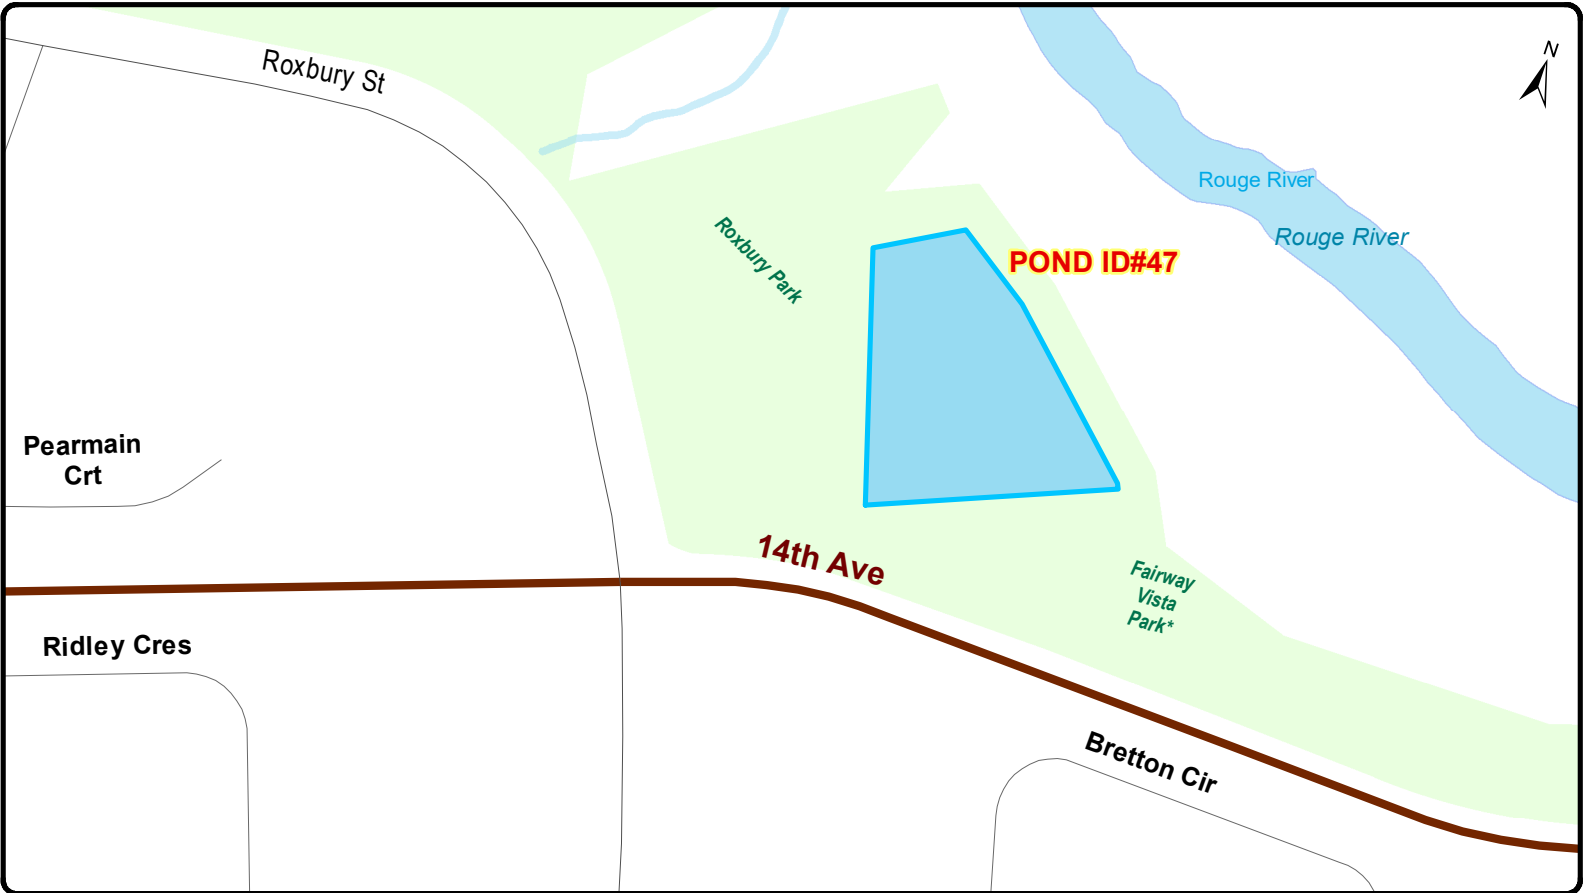 N
Roxbury St
Rouge River
Rouge River
Roxbury Park
POND ID#47
Pearmain
Crt
14th Ave
Fairway
Vista
Park*
Ridley Cres
Bretton Cir